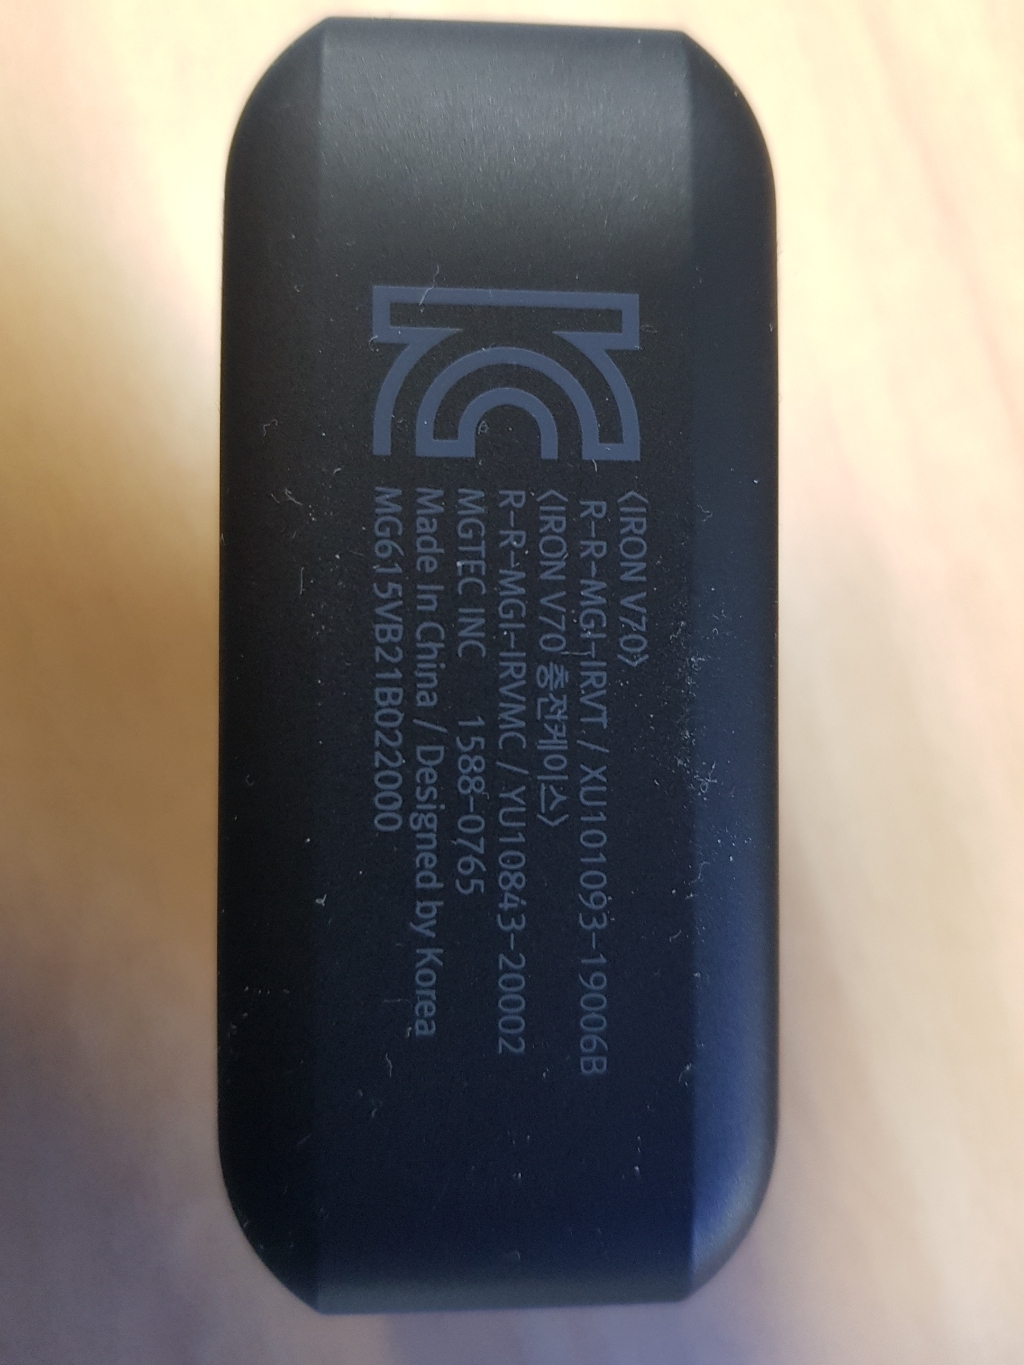 KC
<IRON V70>
R-R-MGI-IRVT / XU101093-19006B
<IRON V70 충전케이스>
R-R-MGI-IRVMC / YU10843-20002
MGTEC INC 1588-0765
Made In China / Designed by Korea
MG615VB21B022000